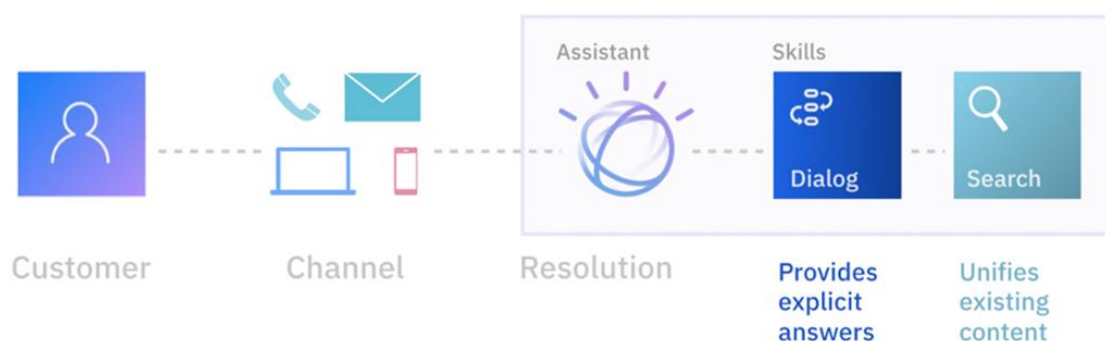 Assistant
Skills
Dialog
Search
Customer
Channel
Resolution
Provides
explicit
answers
Unifies
existing
content